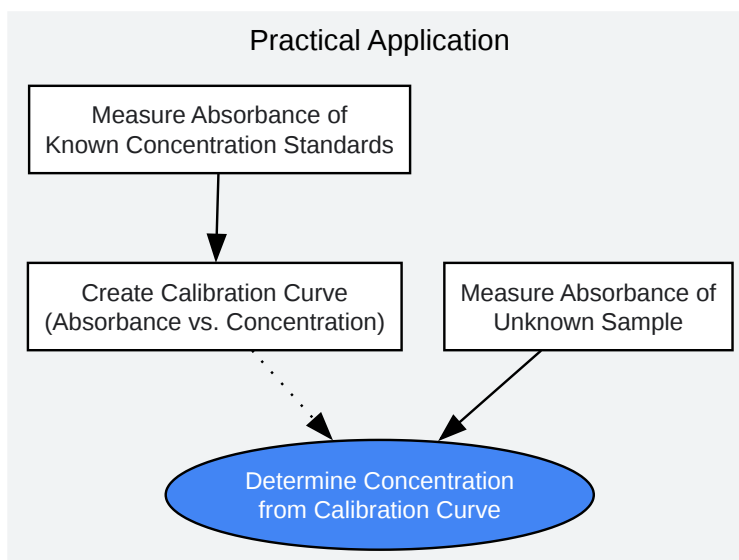 Practical Application
Measure Absorbance of
Known Concentration Standards
Create Calibration Curve
(Absorbance vs. Concentration)
Measure Absorbance of
Unknown Sample
Determine Concentration
from Calibration Curve